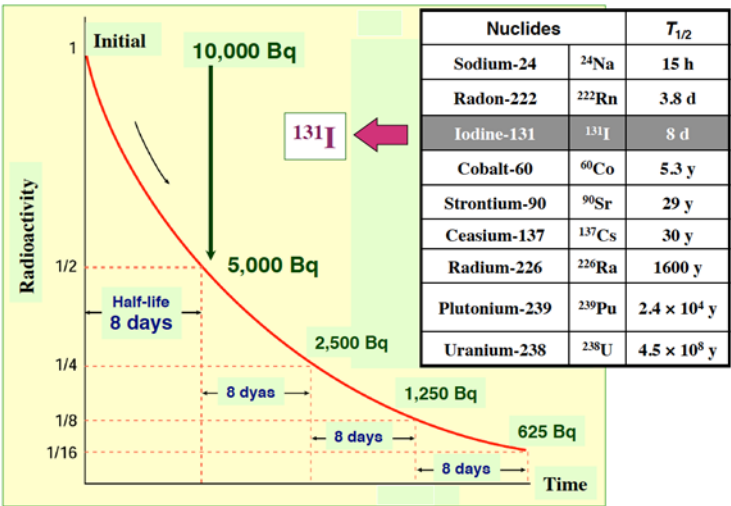 Initial
1
10,000 Bq
131I
Radioactivity
1/2
5,000 Bq
Half-life
8 days
2,500 Bq
1/4
8 dyas
1,250 Bq
1/8
8 days
625 Bq
1/16
8 days
Time
Nuclides T1/2
Sodium-24 24Na 15 h
Radon-222 222Rn 3.8 d
Iodine-131 131I 8 d
Cobalt-60 60Co 5.3 y
Strontium-90 90Sr 29 y
Ceasium-137 137Cs 30 y
Radium-226 226Ra 1600 y
Plutonium-239 239Pu 2.4 × 10⁴ y
Uranium-238 238U 4.5 × 10⁸ y